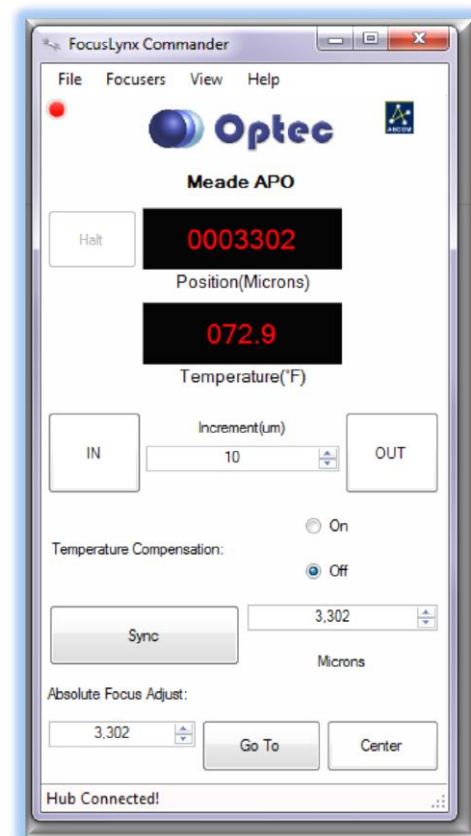 FocusLynx Commander
File Focusers View Help
Optec
ASCOM
Meade APO
Halt
0003302
Position(Microns)
072.9
Temperature(°F)
IN
Increment(um)
10
OUT
On
Temperature Compensation:
Off
Sync
3,302
Microns
Absolute Focus Adjust:
3,302
Go To
Center
Hub Connected!